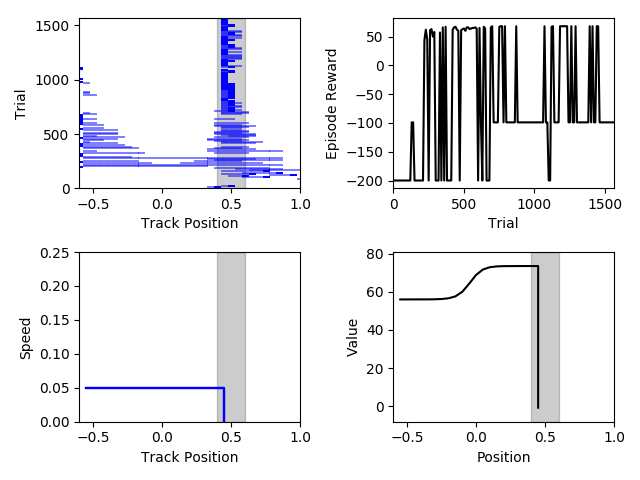 1500
1000
500
0
Trial
−0.5 0.0 0.5 1.0
Track Position
50
0
−50
−100
−150
−200
Episode Reward
0 500 1000 1500
Trial
0.25
0.20
0.15
0.10
0.05
0.00
Speed
−0.5 0.0 0.5 1.0
Track Position
80
60
40
20
0
Value
−0.5 0.0 0.5 1.0
Position